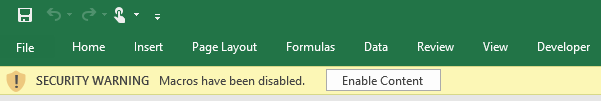 File Home Insert Page Layout Formulas Data Review View Developer
SECURITY WARNING Macros have been disabled. Enable Content